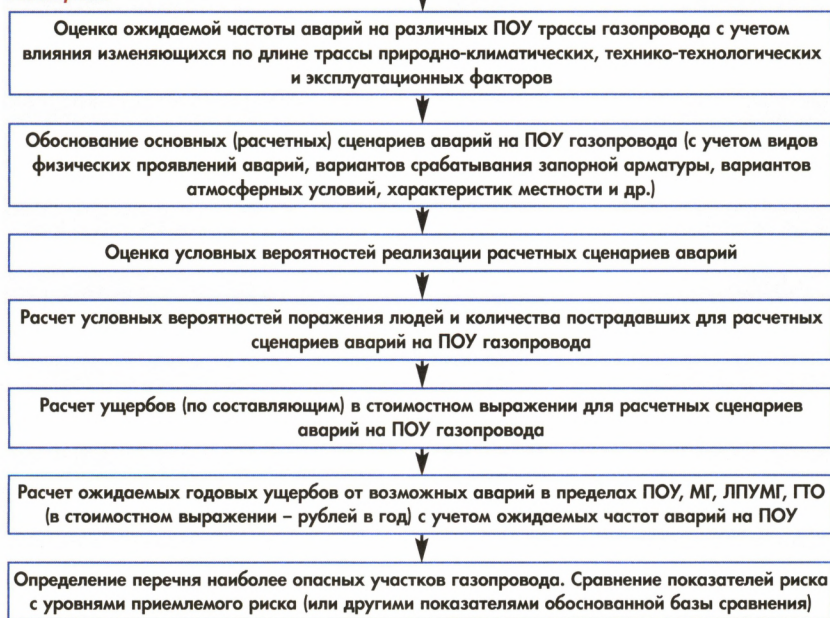 Оценка ожидаемой частоты аварий на различных ПОУ трассы газопровода с учетом
влияния изменяющихся по длине трассы природно-климатических, технико-технологических
и эксплуатационных факторов
Обоснование основных (расчетных) сценариев аварий на ПОУ газопровода (с учетом видов
физических проявлений аварий, вариантов срабатывания запорной арматуры, вариантов
атмосферных условий, характеристик местности и др.)
Оценка условных вероятностей реализации расчетных сценариев аварий
Расчет условных вероятностей поражения людей и количества пострадавших для расчетных
сценариев аварий на ПОУ газопровода
Расчет ущербов (по составляющим) в стоимостном выражении для расчетных сценариев
аварий на ПОУ газопровода
Расчет ожидаемых годовых ущербов от возможных аварий в пределах ПОУ, МГ, ЛПУМГ, ГТО
(в стоимостном выражении – рублей в год) с учетом ожидаемых частот аварий на ПОУ
Определение перечня наиболее опасных участков газопровода. Сравнение показателей риска
с уровнями приемлемого риска (или другими показателями обоснованной базы сравнения)